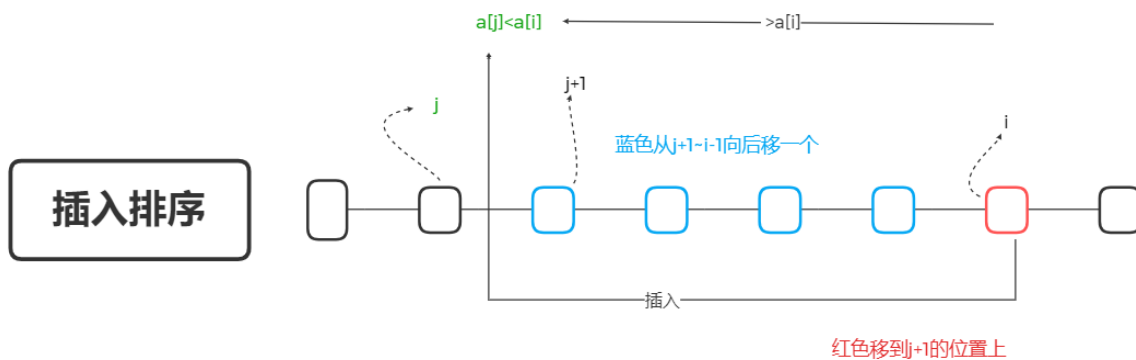 a[j]<a[i]
>a[i]
j
j+1
蓝色从j+1~i-1向后移一个
i
插入排序
插入
红色移到j+1的位置上